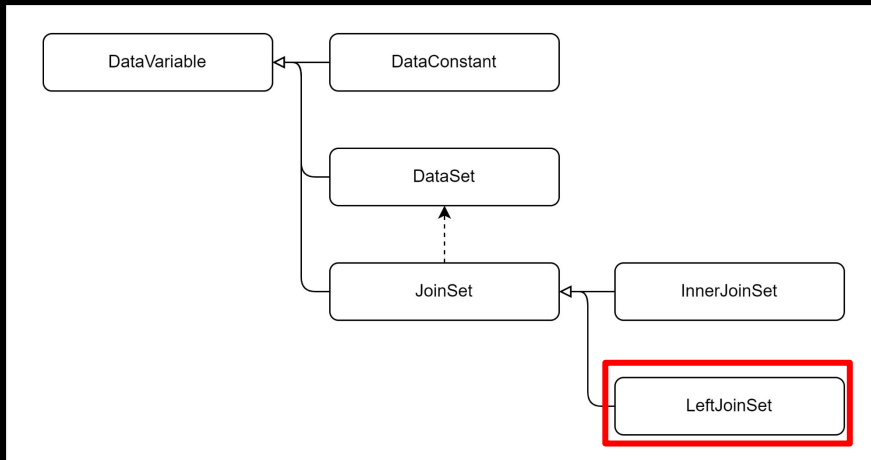 DataVariable
DataConstant
DataSet
JoinSet
InnerJoinSet
LeftJoinSet